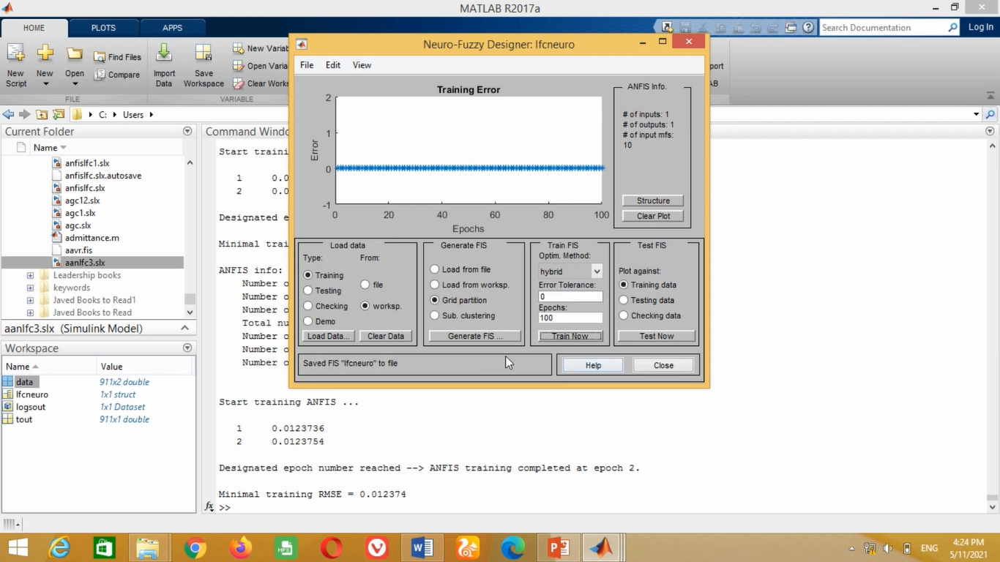 MATLAB R2017a
HOME
PLOTS
APPS
Search Documentation
Log In
New Script
New
Open
Find Files
Compare
Import Data
Save Workspace
New Varia
Open Varia
Clear Works
port
AB
FILE
VARIABLE
C:
Users
Current Folder
Name
anfislfc1.slx
anfislfc.slx.autosave
anfislfc.slx
agc12.slx
agc1.slx
agc.slx
admittance.m
aavr.fis
aanlfc3.slx
Leadership books
keywords
Javed Books to Read1
Javed Books to Read
aanlfc3.slx (Simulink Model)
Workspace
Name
Value
data 911x2 double
lfcneuro 1x1 struct
logsout 1x1 Dataset
tout 911x1 double
Command Windo
Start traini
1 0.0
2 0.0
Designated e
Minimal trai
ANFIS info:
Number o
Number o
Number o
Total nu
Number o
Number o
Number o
Start training ANFIS ...
1 0.0123736
2 0.0123754
Designated epoch number reached --> ANFIS training completed at epoch 2.
Minimal training RMSE = 0.012374
fx >>
Neuro-Fuzzy Designer: lfcneuro
File
Edit
View
Training Error
2
1
0
-1
Error
0
20
40
60
80
100
Epochs
ANFIS Info.
# of inputs: 1
# of outputs: 1
# of input mfs:
10
Structure
Clear Plot
Load data
Type:
From:
Training
Testing
Checking
Demo
file
worksp.
Load Data...
Clear Data
Generate FIS
Load from file
Load from worksp.
Grid partition
Sub. clustering
Generate FIS ...
Train FIS
Optim. Method:
hybrid
Error Tolerance:
0
Epochs:
100
Train Now
Test FIS
Plot against:
Training data
Testing data
Checking data
Test Now
Saved FIS "lfcneuro" to file
Help
Close
MP3
ENG
4:24 PM
5/11/2021